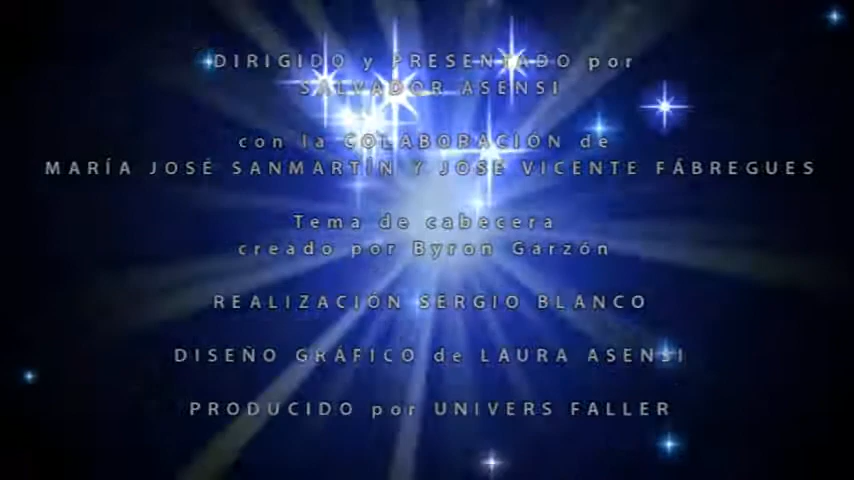 DIRIGIDO y PRESENTADO por
SALVADOR ASENSI
con la COLABORACIÓN de
MARÍA JOSÉ SANMARTÍN Y JOSÉ VICENTE FÁBREGUES
Tema de cabecera
creado por Byron Garzón
REALIZACIÓN SERGIO BLANCO
DISEÑO GRÁFICO de LAURA ASENSI
PRODUCIDO por UNIVERS FALLER